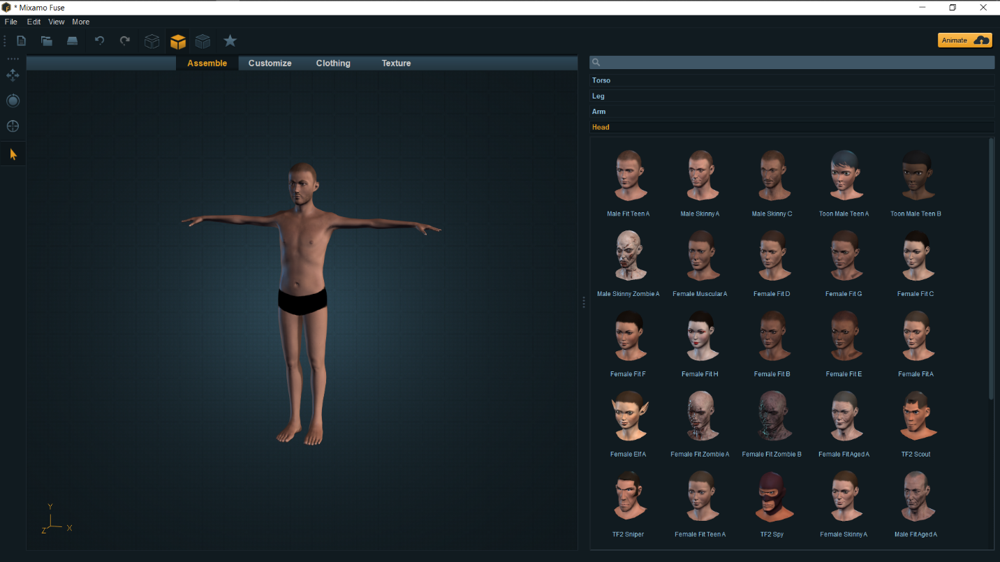 * Mixamo Fuse
File Edit View More
Animate
Assemble Customize Clothing Texture
Torso
Leg
Arm
Head
Male Fit Teen A Male Skinny A Male Skinny C Toon Male Teen A Toon Male Teen B
Male Skinny Zombie A Female Muscular A Female Fit D Female Fit G Female Fit C
Female Fit F Female Fit H Female Fit B Female Fit E Female Fit A
Female Elf A Female Fit Zombie A Female Fit Zombie B Female Fit Aged A TF2 Scout
TF2 Sniper Female Fit Teen A TF2 Spy Female Skinny A Male Fit Aged A
Y
Z X